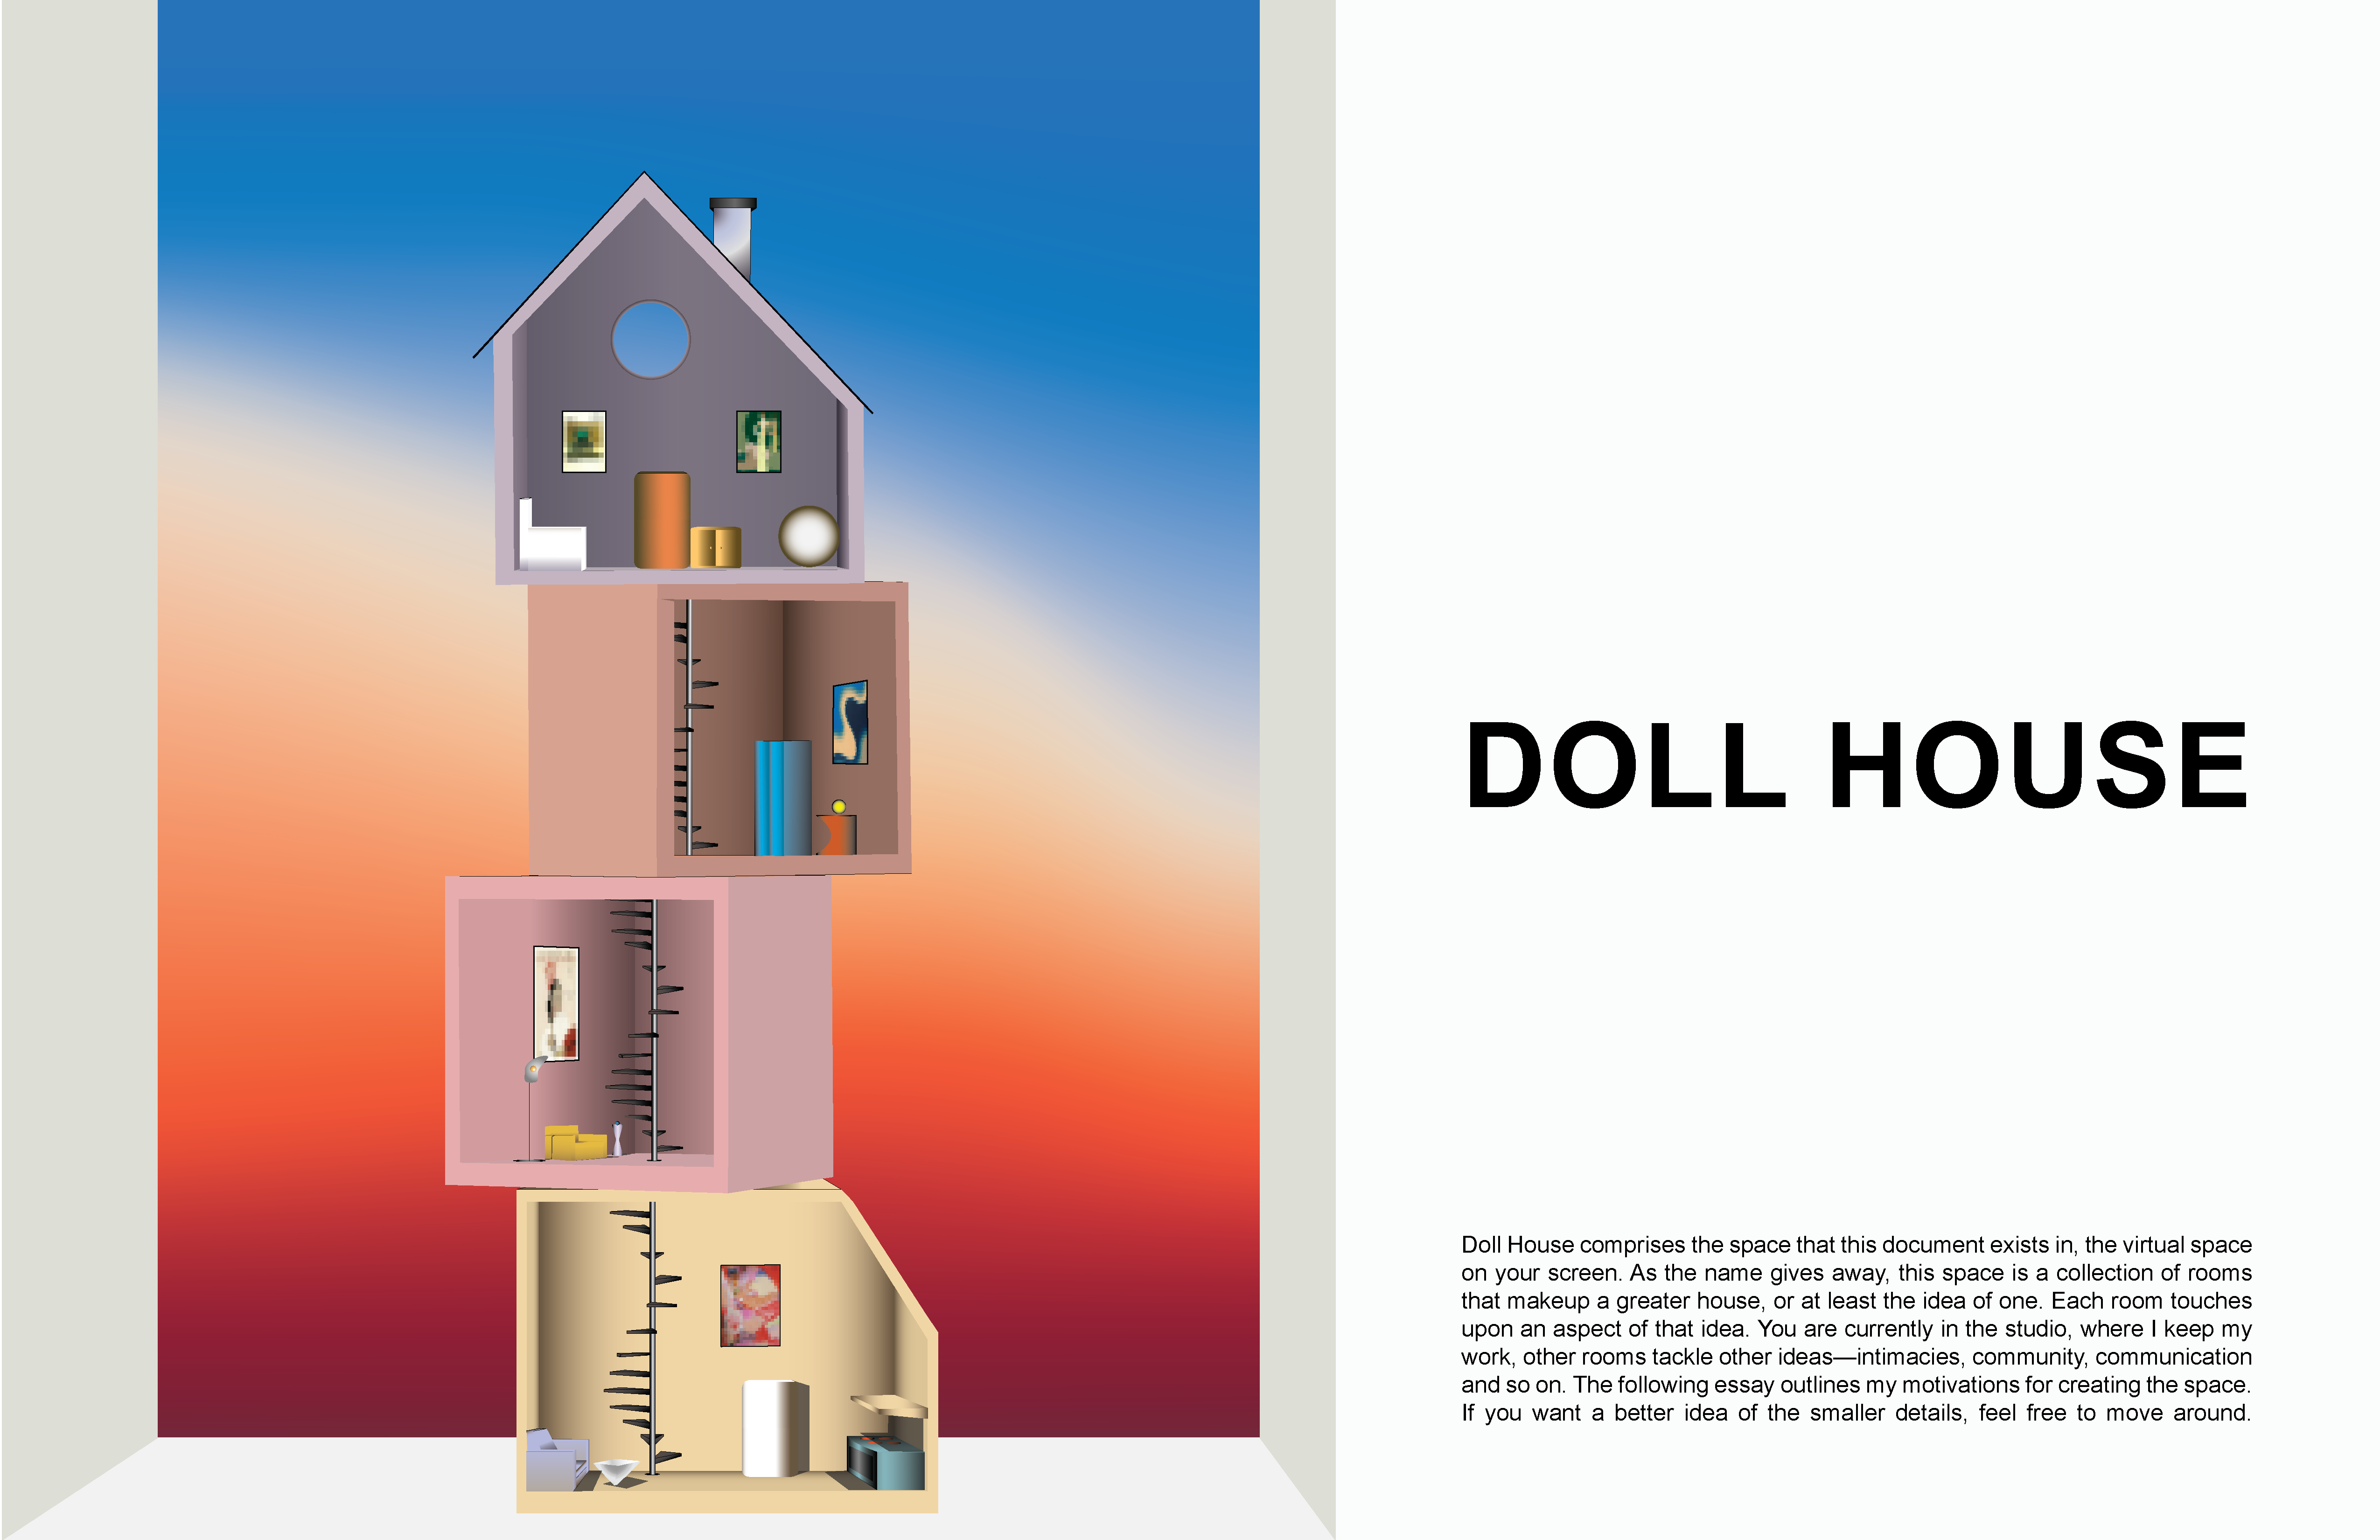 DOLL HOUSE
Doll House comprises the space that this document exists in, the virtual space
on your screen. As the name gives away, this space is a collection of rooms
that makeup a greater house, or at least the idea of one. Each room touches
upon an aspect of that idea. You are currently in the studio, where I keep my
work, other rooms tackle other ideas—intimacies, community, communication
and so on. The following essay outlines my motivations for creating the space.
If you want a better idea of the smaller details, feel free to move around.